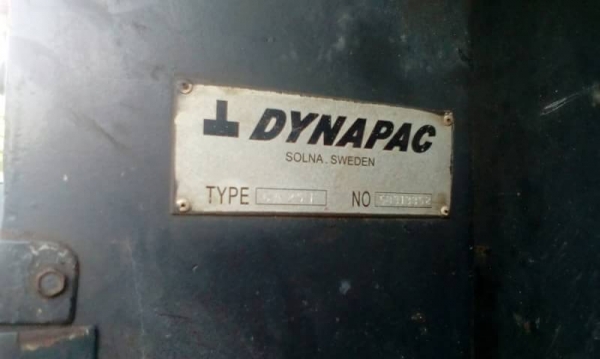 DYNAPAC
SOLNA. SWEDEN
TYPE NO